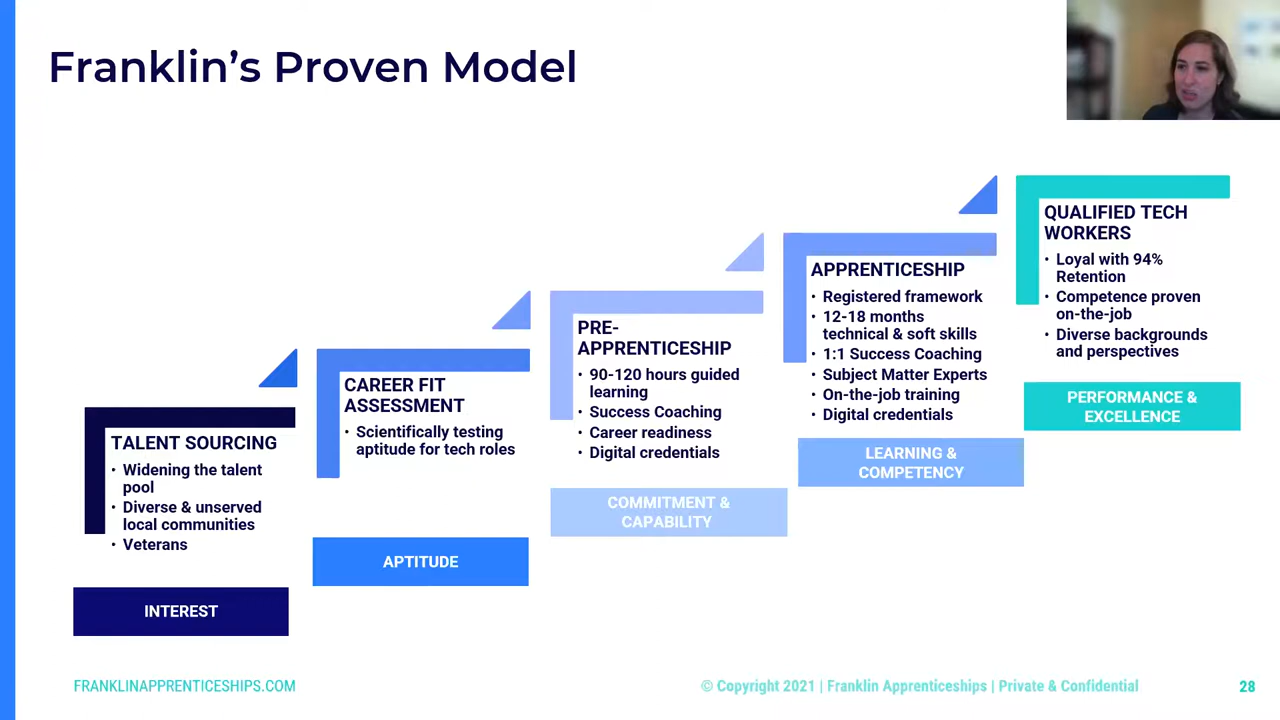 Franklin's Proven Model
TALENT SOURCING
• Widening the talent
pool
• Diverse & unserved
local communities
• Veterans
INTEREST
CAREER FIT
ASSESSMENT
• Scientifically testing
aptitude for tech roles
APTITUDE
PRE-
APPRENTICESHIP
• 90-120 hours guided
learning
• Success Coaching
• Career readiness
• Digital credentials
COMMITMENT &
CAPABILITY
APPRENTICESHIP
• Registered framework
• 12-18 months
technical & soft skills
• 1:1 Success Coaching
• Subject Matter Experts
• On-the-job training
• Digital credentials
LEARNING &
COMPETENCY
QUALIFIED TECH
WORKERS
• Loyal with 94%
Retention
• Competence proven
on-the-job
• Diverse backgrounds
and perspectives
PERFORMANCE &
EXCELLENCE
FRANKLINAPPRENTICESHIPS.COM
© Copyright 2021 | Franklin Apprenticeships | Private & Confidential
28